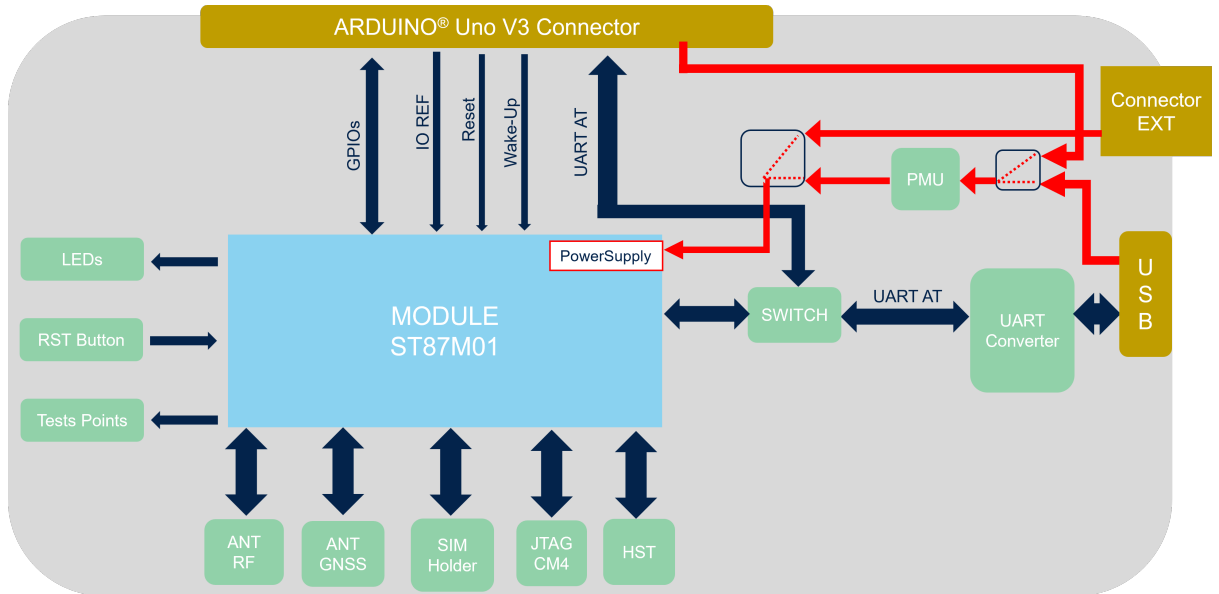 ARDUINO® Uno V3 Connector
Connector
EXT
GPIOs
IO REF
Reset
Wake-Up
UART AT
PMU
LEDs
PowerSupply
U
S
B
MODULE
ST87M01
SWITCH
UART AT
UART
Converter
RST Button
Tests Points
ANT
RF
ANT
GNSS
SIM
Holder
JTAG
CM4
HST